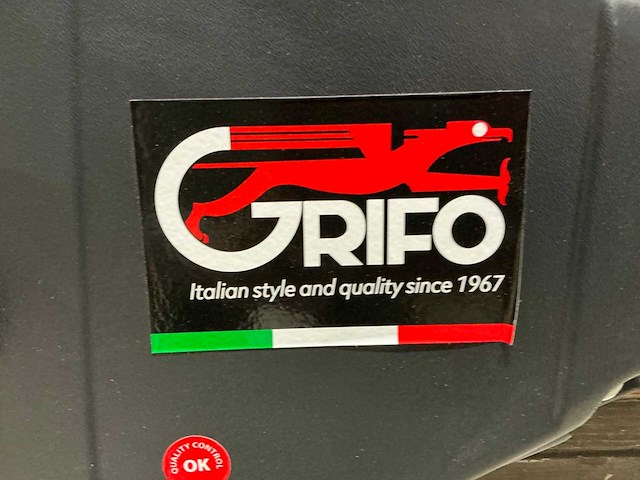 GRIFO
Italian style and quality since 1967
QUALITY CONTROL
OK